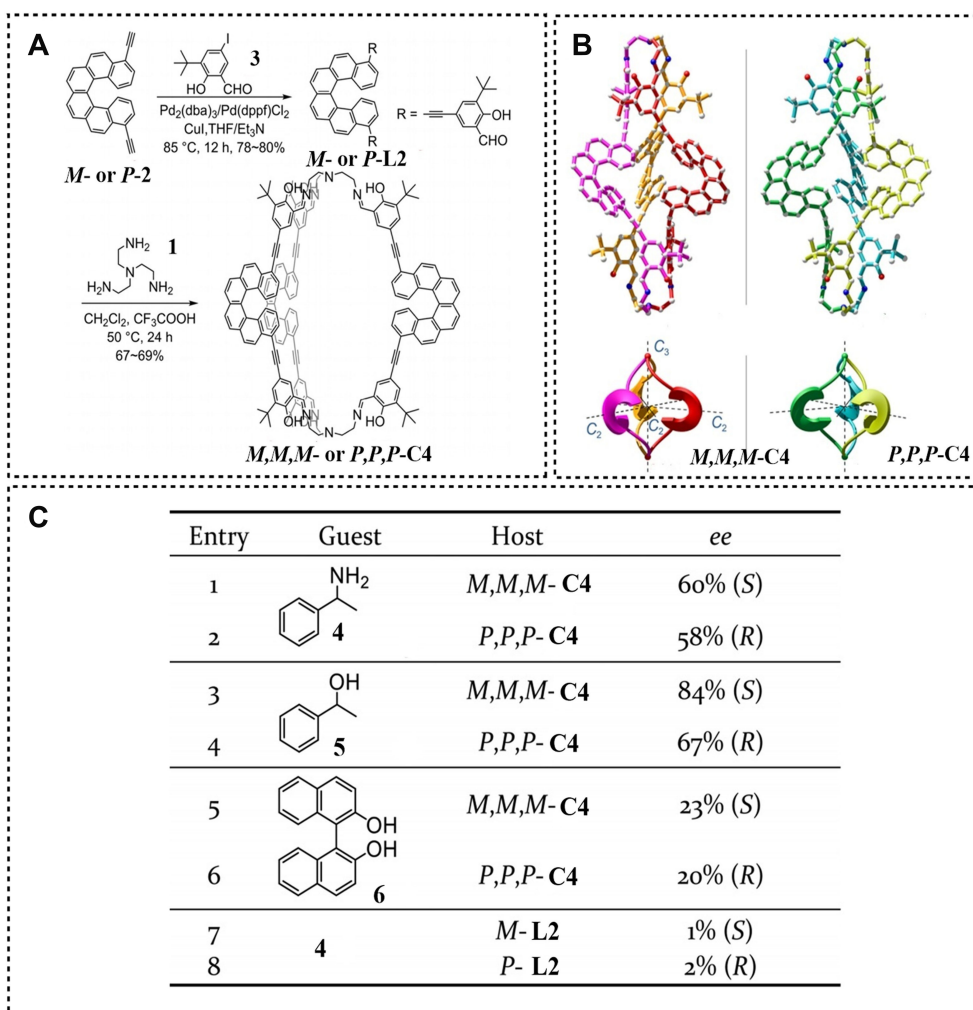 A
3
HO
CHO
Pd2(dba)3/Pd(dppf)Cl2
CuI,THF/Et3N
85 °C, 12 h, 78~80%
M- or P-2
R
R
M- or P-L2
R =
OH
CHO
NH2
1
N
H2N
NH2
CH2Cl2, CF3COOH
50 °C, 24 h
67~69%
N
OH
N
N
OH
OH
N
N
OH
N
M,M,M- or P,P,P-C4
B
C3
C2
C2
C2
M,M,M-C4
P,P,P-C4
C
Entry Guest Host ee
NH2
1 M,M,M- C4 60% (S)
4
2 P,P,P- C4 58% (R)
OH
3 M,M,M- C4 84% (S)
5
4 P,P,P- C4 67% (R)
5 M,M,M- C4 23% (S)
OH
OH
6 P,P,P- C4 20% (R)
6
7 M- L2 1% (S)
4
8 P- L2 2% (R)